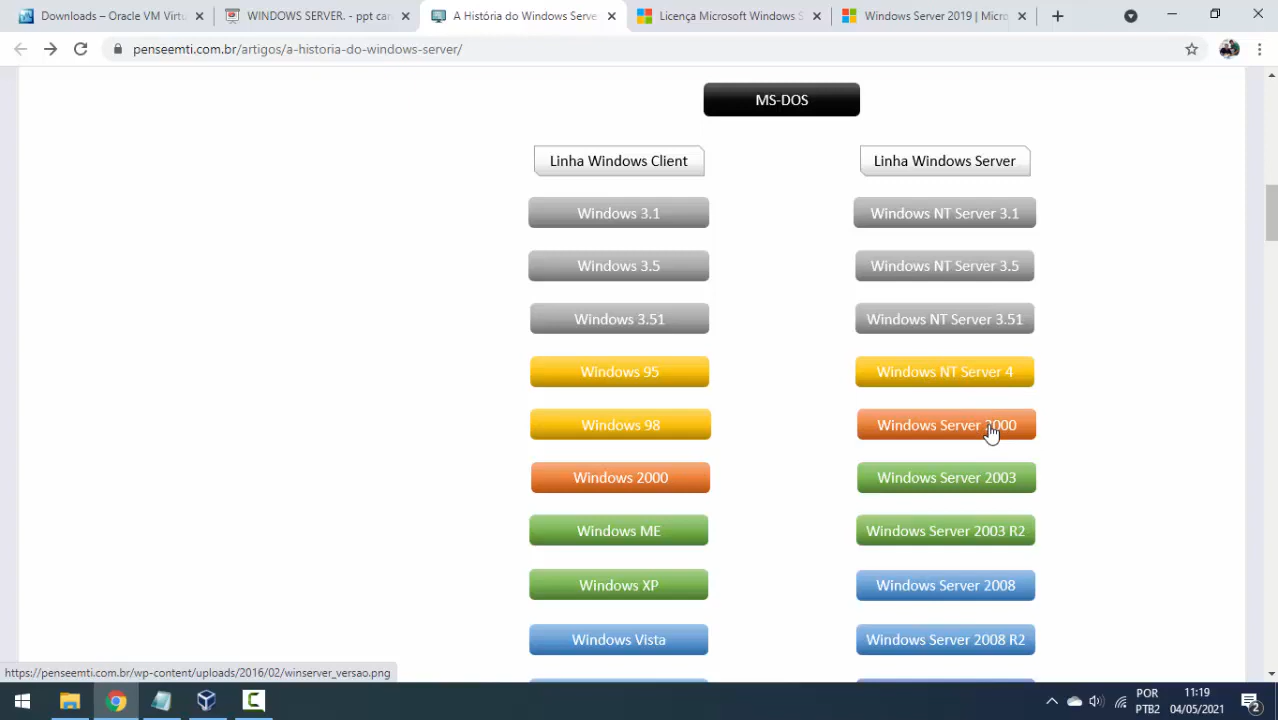 Downloads – Oracle VM Virtu
WINDOWS SERVER. - ppt car
A História do Windows Serve
Licença Microsoft Windows S
Windows Server 2019 | Micro
penseemti.com.br/artigos/a-historia-do-windows-server/
MS-DOS
Linha Windows Client
Linha Windows Server
Windows 3.1
Windows NT Server 3.1
Windows 3.5
Windows NT Server 3.5
Windows 3.51
Windows NT Server 3.51
Windows 95
Windows NT Server 4
Windows 98
Windows Server 2000
Windows 2000
Windows Server 2003
Windows ME
Windows Server 2003 R2
Windows XP
Windows Server 2008
Windows Vista
Windows Server 2008 R2
https://penseemti.com.br/wp-content/uploads/2016/02/winserver_versao.png
POR
PTB2
11:19
04/05/2021
2